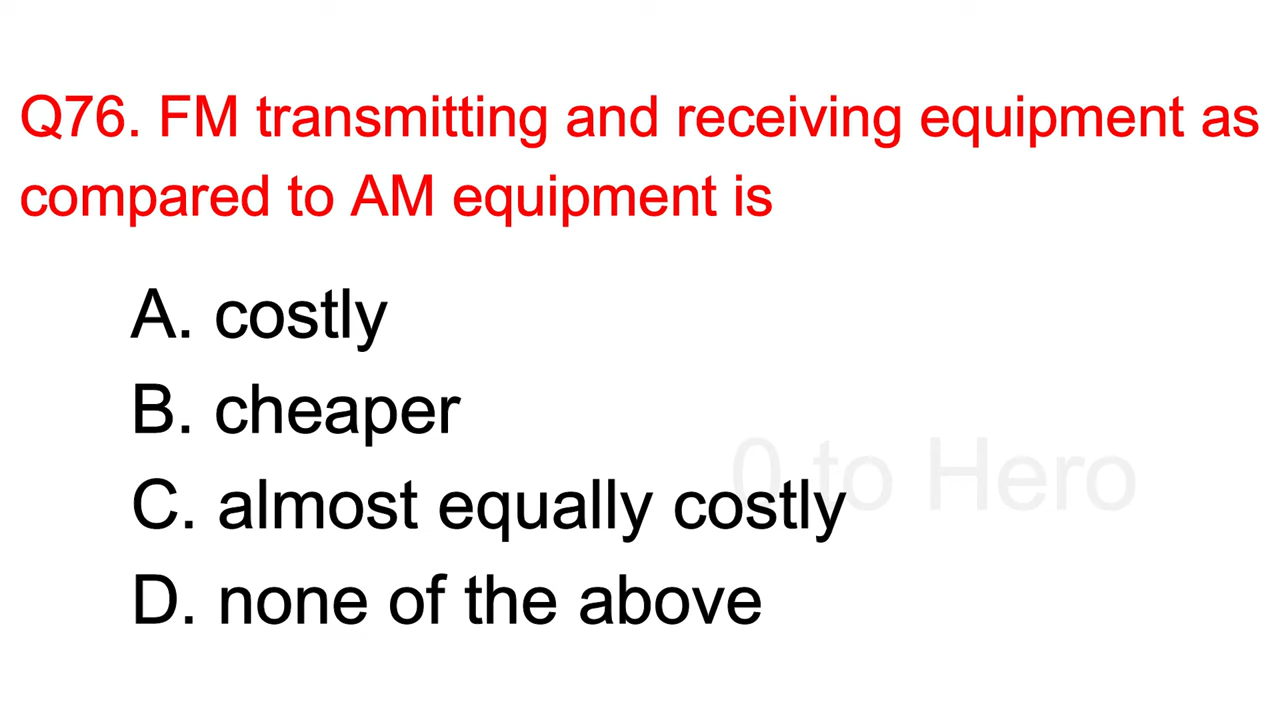 Q76. FM transmitting and receiving equipment as
compared to AM equipment is
A. costly
B. cheaper
0 to Hero
C. almost equally costly
D. none of the above